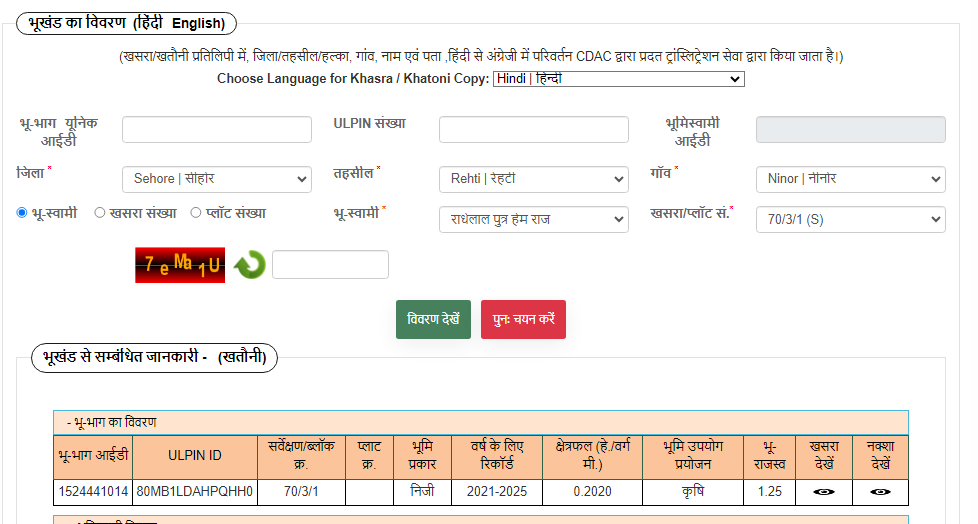 भूखंड का विवरण (हिंदी English)
(खसरा/खतौनी प्रतिलिपी में, जिला/तहसील/हल्का, गांव, नाम एवं पता ,हिंदी से अंग्रेजी में परिवर्तन CDAC द्वारा प्रदत ट्रांस्लिट्रेशन सेवा द्वारा किया जाता है।)
Choose Language for Khasra / Khatoni Copy: Hindi | हिन्दी
भू-भाग यूनिक आईडी
ULPIN संख्या
भूमिस्वामी आईडी
जिला * Sehore | सीहोर तहसील * Rehti | रेहटी गाँव * Ninor | नीनोर
भू-स्वामी खसरा संख्या प्लॉट संख्या भू-स्वामी * राधेलाल पुत्र हेम राज खसरा/प्लॉट सं.* 70/3/1 (S)
7 e Ma 1 U
विवरण देखें पुनः चयन करें
भूखंड से सम्बंधित जानकारी - (खतौनी)
- भू-भाग का विवरण
भू-भाग आईडी ULPIN ID सर्वेक्षण/ब्लॉक क्र. प्लाट क्र. भूमि प्रकार वर्ष के लिए रिकॉर्ड क्षेत्रफल (हे./वर्ग मी.) भूमि उपयोग प्रयोजन भू-राजस्व खसरा देखें नक्शा देखें
1524441014 80MB1LDAHPQHH0 70/3/1 निजी 2021-2025 0.2020 कृषि 1.25